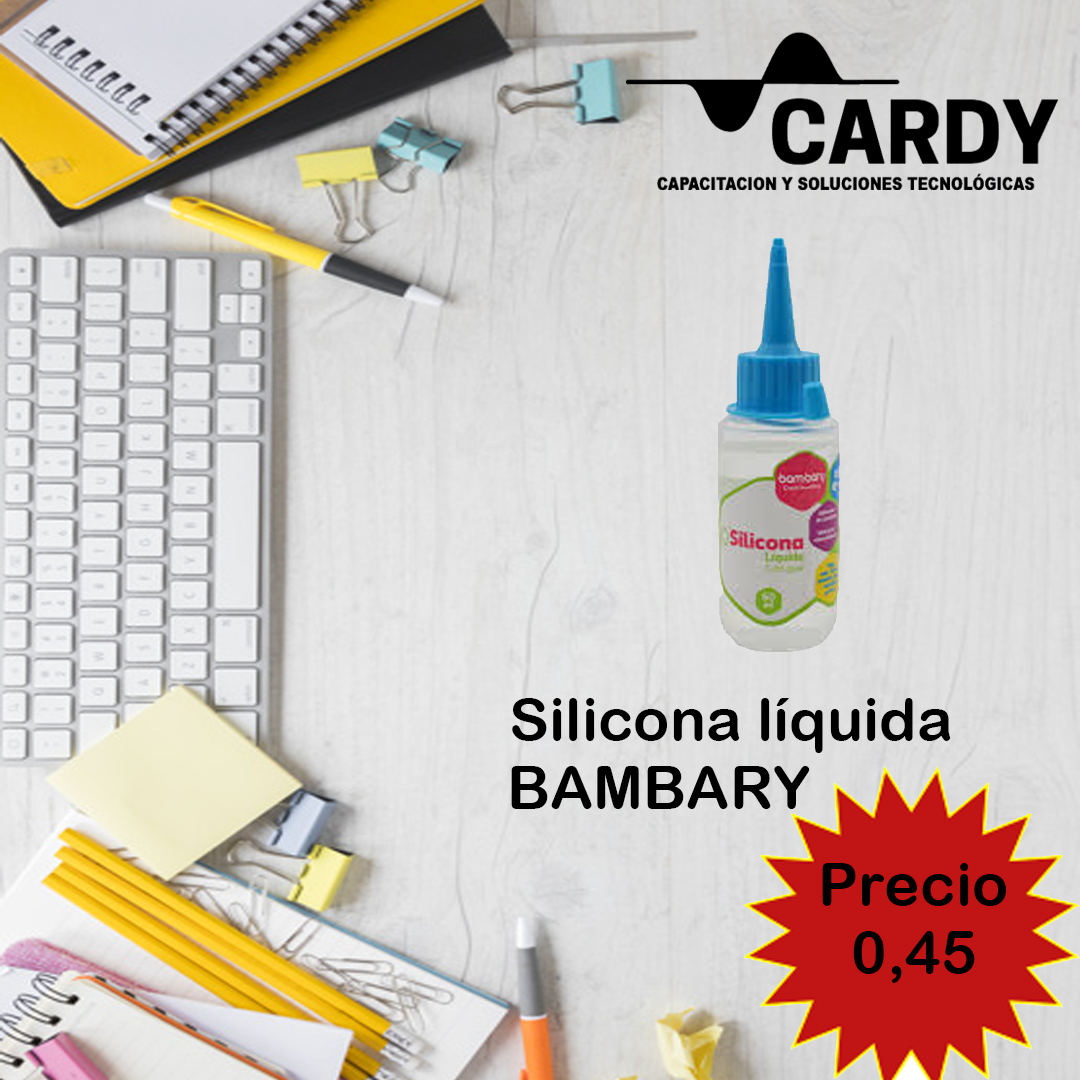 CARDY
CAPACITACION Y SOLUCIONES TECNOLÓGICAS
bambary
Silicona
Líquida
Silicona líquida
BAMBARY
Precio
0,45